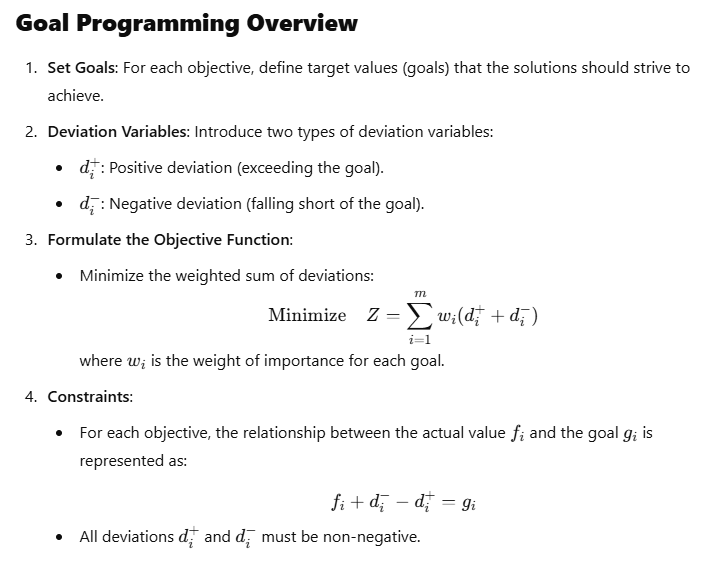 Goal Programming Overview
1. Set Goals: For each objective, define target values (goals) that the solutions should strive to
achieve.
2. Deviation Variables: Introduce two types of deviation variables:
• d_i^+: Positive deviation (exceeding the goal).
• d_i^-: Negative deviation (falling short of the goal).
3. Formulate the Objective Function:
• Minimize the weighted sum of deviations:
Minimize Z = \sum_{i=1}^{m} w_i(d_i^+ + d_i^-)
where w_i is the weight of importance for each goal.
4. Constraints:
• For each objective, the relationship between the actual value f_i and the goal g_i is
represented as:
f_i + d_i^- - d_i^+ = g_i
• All deviations d_i^+ and d_i^- must be non-negative.